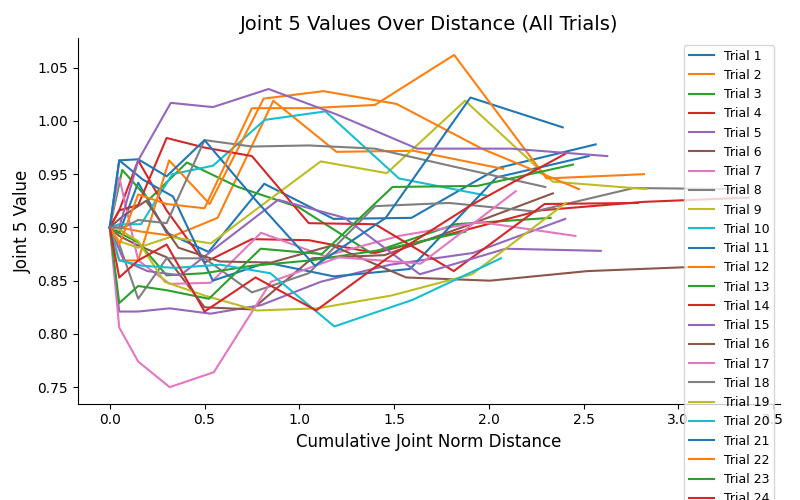 Joint 5 Values Over Distance (All Trials)
Joint 5 Value
1.05
1.00
0.95
0.90
0.85
0.80
0.75
0.0
0.5
1.0
1.5
2.0
2.5
3.0
3.5
Cumulative Joint Norm Distance
Trial 1
Trial 2
Trial 3
Trial 4
Trial 5
Trial 6
Trial 7
Trial 8
Trial 9
Trial 10
Trial 11
Trial 12
Trial 13
Trial 14
Trial 15
Trial 16
Trial 17
Trial 18
Trial 19
Trial 20
Trial 21
Trial 22
Trial 23
Trial 24